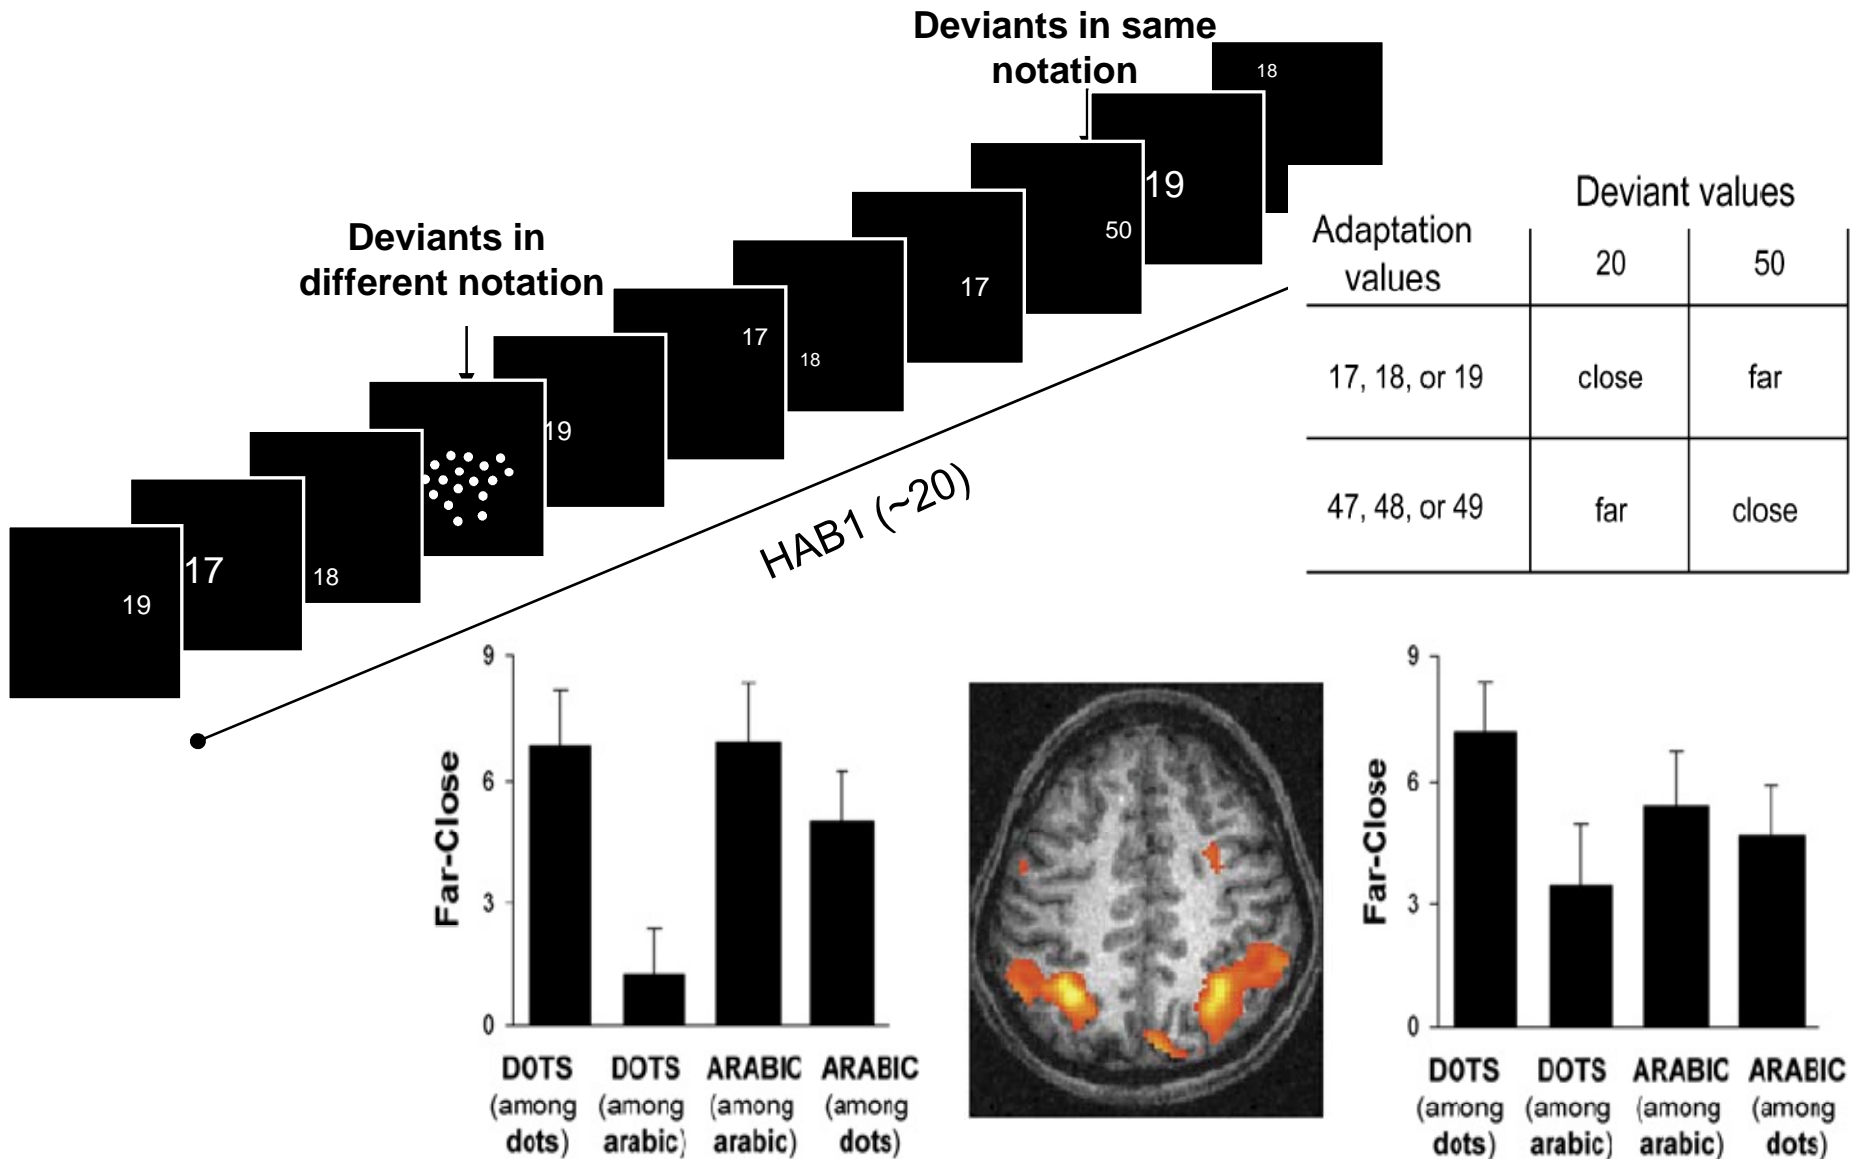 Deviants in same
notation
18
19
50
17
18
17
Deviants in
different notation
19
18
17
19
HAB1 (~20)
Deviant values
Adaptation
values
20
50
17, 18, or 19
close
far
47, 48, or 49
far
close
9
6
3
0
Far-Close
DOTS
(among
dots)
DOTS
(among
arabic)
ARABIC
(among
arabic)
ARABIC
(among
dots)
9
6
3
0
Far-Close
DOTS
(among
dots)
DOTS
(among
arabic)
ARABIC
(among
arabic)
ARABIC
(among
dots)